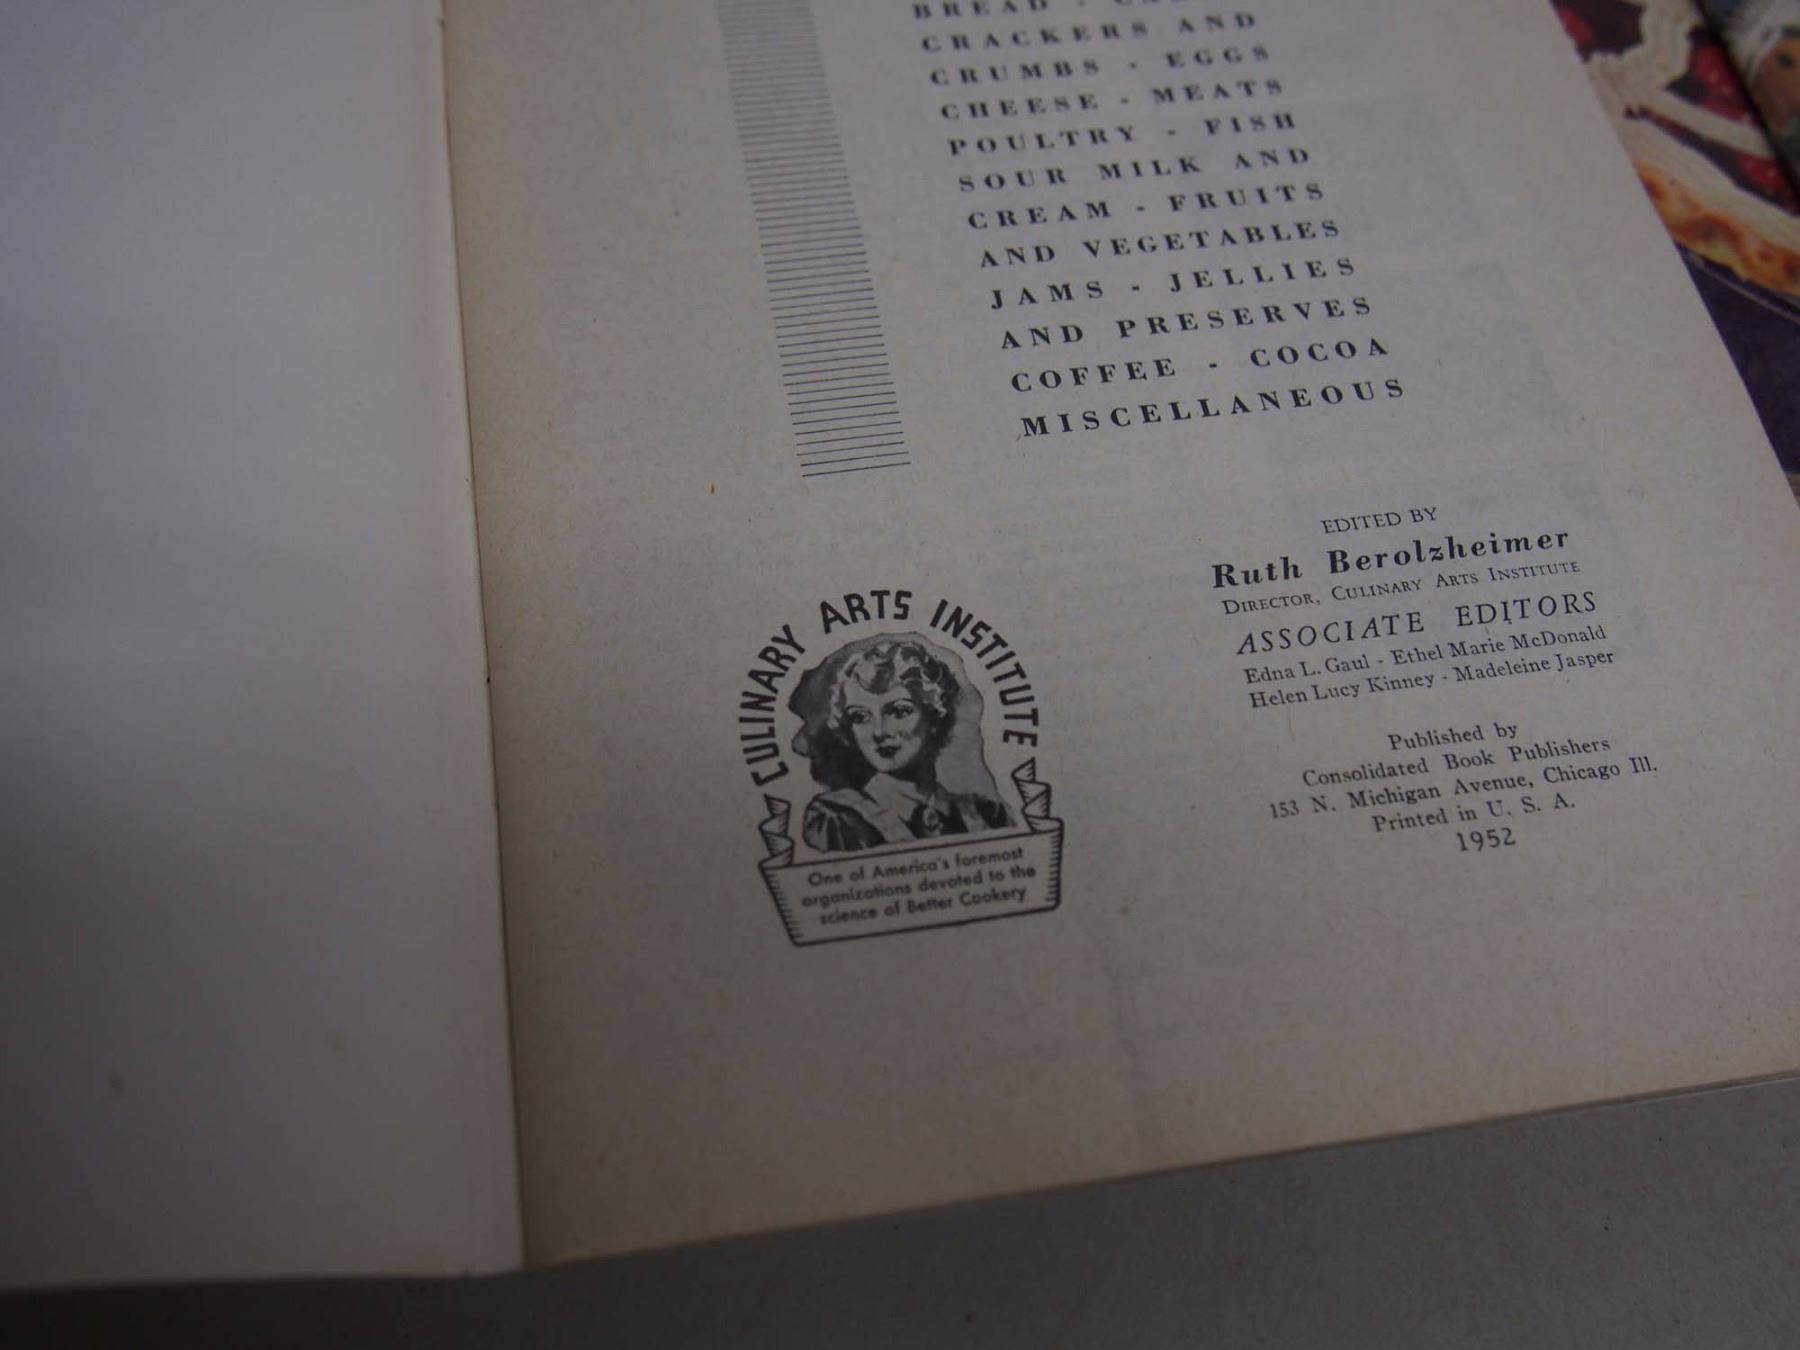 BREAD -
CRACKERS AND
CRUMBS - EGGS
CHEESE - MEATS
POULTRY - FISH
SOUR MILK AND
CREAM - FRUITS
AND VEGETABLES
JAMS - JELLIES
AND PRESERVES
COFFEE - COCOA
MISCELLANEOUS
EDITED BY
Ruth Berolzheimer
DIRECTOR, CULINARY ARTS INSTITUTE
ASSOCIATE EDITORS
Edna L. Gaul - Ethel Marie McDonald
Helen Lucy Kinney - Madeleine Jasper
Published by
Consolidated Book Publishers
153 N. Michigan Avenue, Chicago Ill.
Printed in U. S. A.
1952
CULINARY ARTS INSTITUTE
One of America's foremost
organizations devoted to the
science of Better Cookery